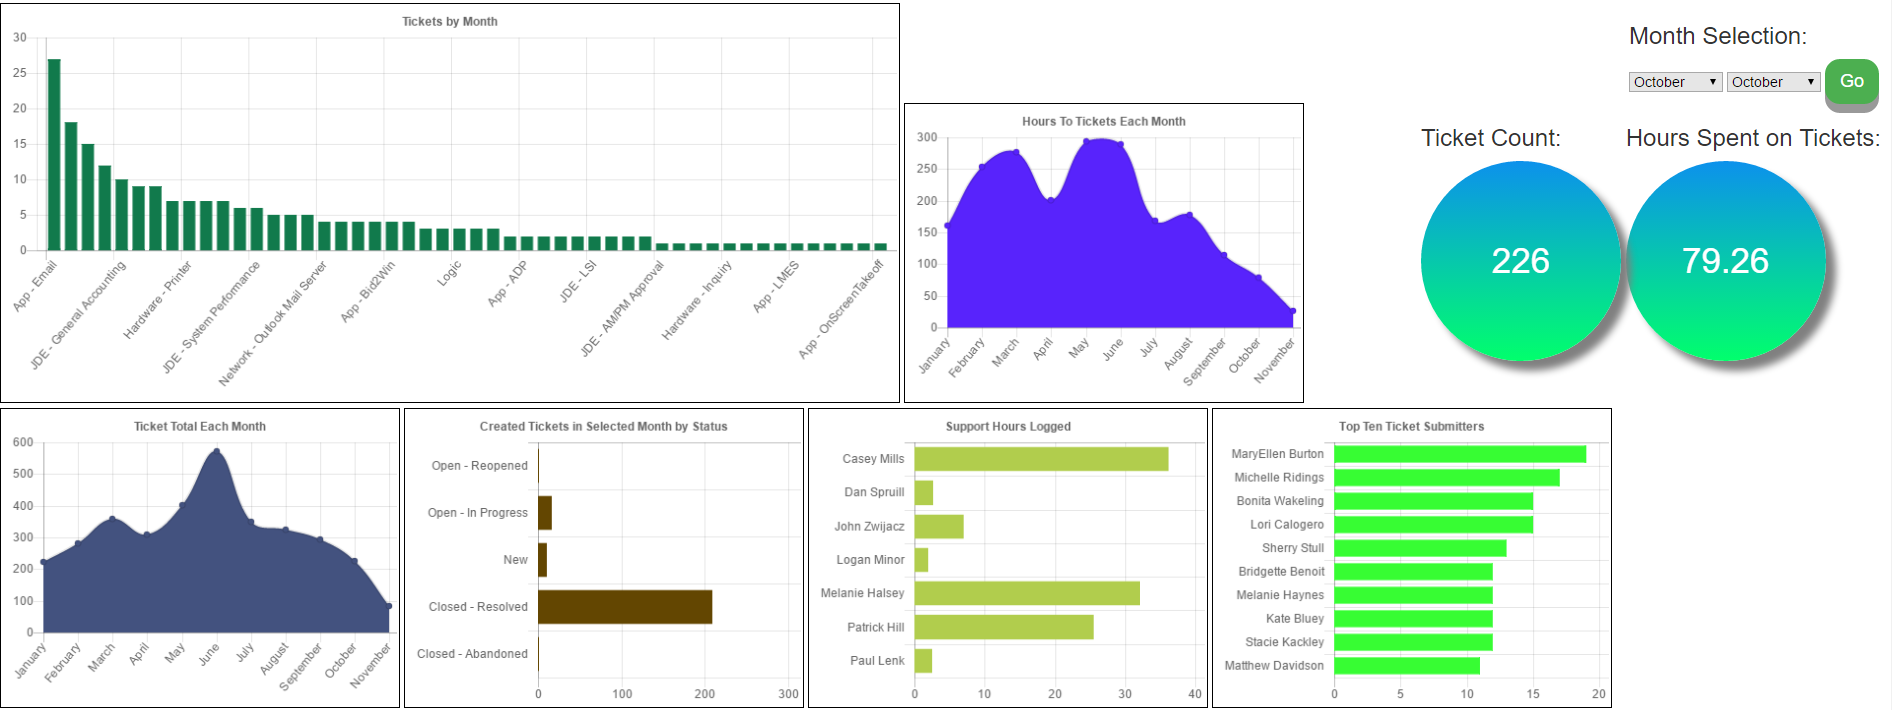 Tickets by Month
30
25
20
15
10
5
0
App - Email
JDE - General Accounting
Hardware - Printer
JDE - System Performance
Network - Outlook Mail Server
App - Bid2Win
Logic
App - ADP
JDE - LSI
JDE - AM/PM Approval
Hardware - Inquiry
App - LMES
App - OnScreenTakeoff
Hours To Tickets Each Month
300
250
200
150
100
50
0
January
February
March
April
May
June
July
August
September
October
November
Month Selection:
October October Go
Ticket Count: Hours Spent on Tickets:
226 79.26
Ticket Total Each Month
600
500
400
300
200
100
0
January
February
March
April
May
June
July
August
September
October
November
Created Tickets in Selected Month by Status
Open - Reopened
Open - In Progress
New
Closed - Resolved
Closed - Abandoned
0 100 200 300
Support Hours Logged
Casey Mills
Dan Spruill
John Zwijacz
Logan Minor
Melanie Halsey
Patrick Hill
Paul Lenk
0 10 20 30 40
Top Ten Ticket Submitters
MaryEllen Burton
Michelle Ridings
Bonita Wakeling
Lori Calogero
Sherry Stull
Bridgette Benoit
Melanie Haynes
Kate Bluey
Stacie Kackley
Matthew Davidson
0 5 10 15 20